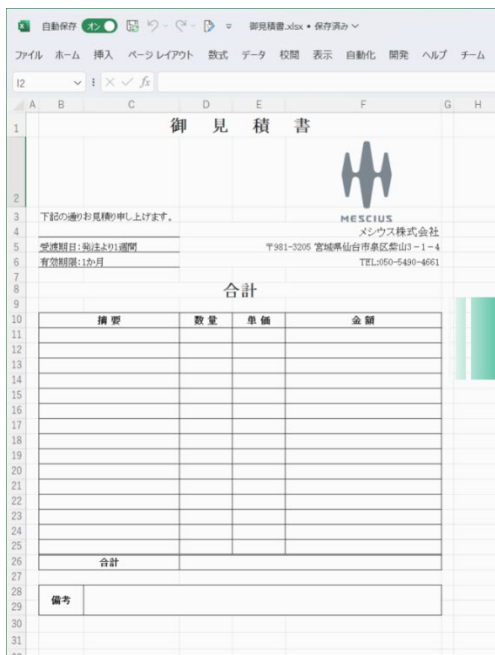 自動保存 オン 御見積書.xlsx • 保存済み
ファイル ホーム 挿入 ページ レイアウト 数式 データ 校閲 表示 自動化 開発 ヘルプ チーム
I2 fx
A B C D E F G H
1 御 見 積 書
2
3 下記の通りお見積り申し上げます。 MESCIUS
4 メシウス株式会社
5 受渡期日:発注より1週間 〒981-3205 宮城県仙台市泉区紫山3-1-4
6 有効期限:1か月 TEL:050-5490-4661
7
8 合計
9
10 摘 要 数 量 単 価 金 額
11
12
13
14
15
16
17
18
19
20
21
22
23
24
25
26 合計
27
28 備考
29
30
31